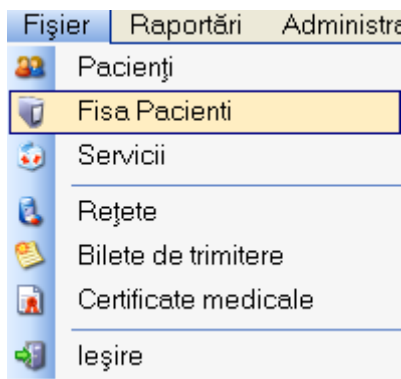 Fişier Raportări Administra
Pacienţi
Fisa Pacienti
Servicii
Reţete
Bilete de trimitere
Certificate medicale
Ieşire